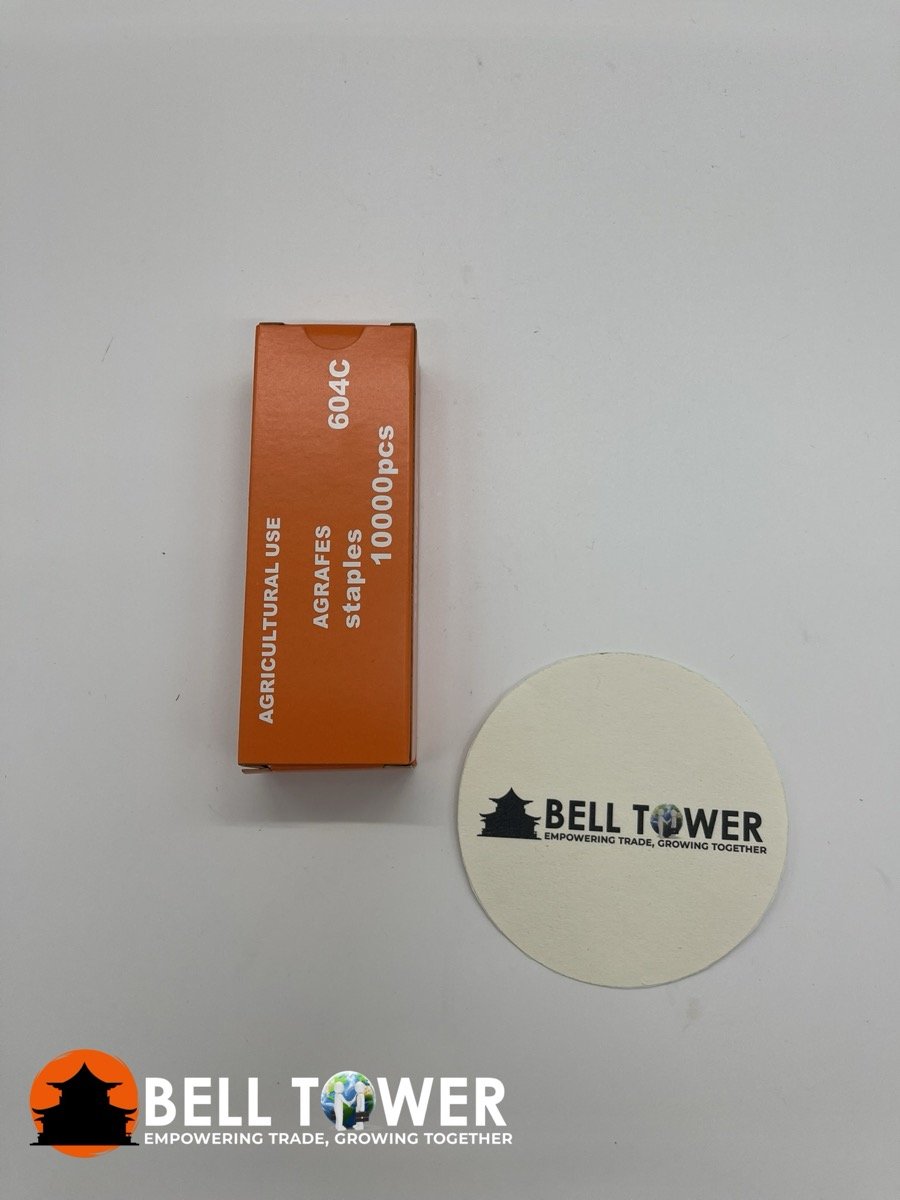 AGRICULTURAL USE
AGRAFES 604C
staples
10000pcs
BELL TOWER
EMPOWERING TRADE, GROWING TOGETHER
BELL TOWER
EMPOWERING TRADE, GROWING TOGETHER